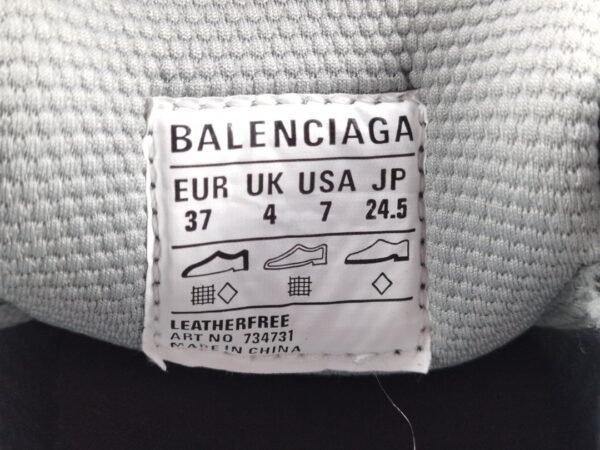 BALENCIAGA
EUR UK USA JP
37 4 7 24.5
LEATHERFREE
ART NO 734731
MADE IN CHINA